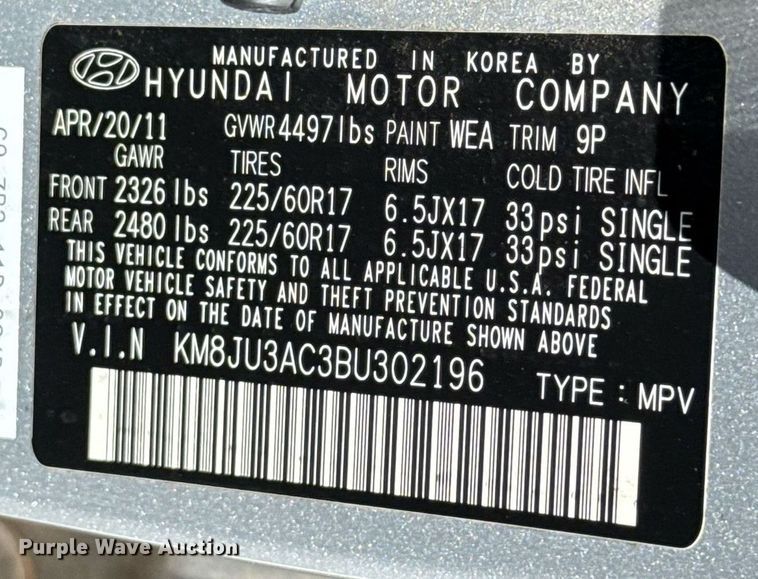 MANUFACTURED IN KOREA BY
HYUNDAI MOTOR COMPANY
APR/20/11 GVWR 4497lbs PAINT WEA TRIM 9P
GAWR TIRES RIMS COLD TIRE INFL
FRONT 2326 lbs 225/60R17 6.5JX17 33psi SINGLE
REAR 2480 lbs 225/60R17 6.5JX17 33psi SINGLE
THIS VEHICLE CONFORMS TO ALL APPLICABLE U.S.A. FEDERAL
MOTOR VEHICLE SAFETY AND THEFT PREVENTION STANDARDS
IN EFFECT ON THE DATE OF MANUFACTURE SHOWN ABOVE
V.I.N KM8JU3AC3BU302196 TYPE : MPV
Purple Wave Auction